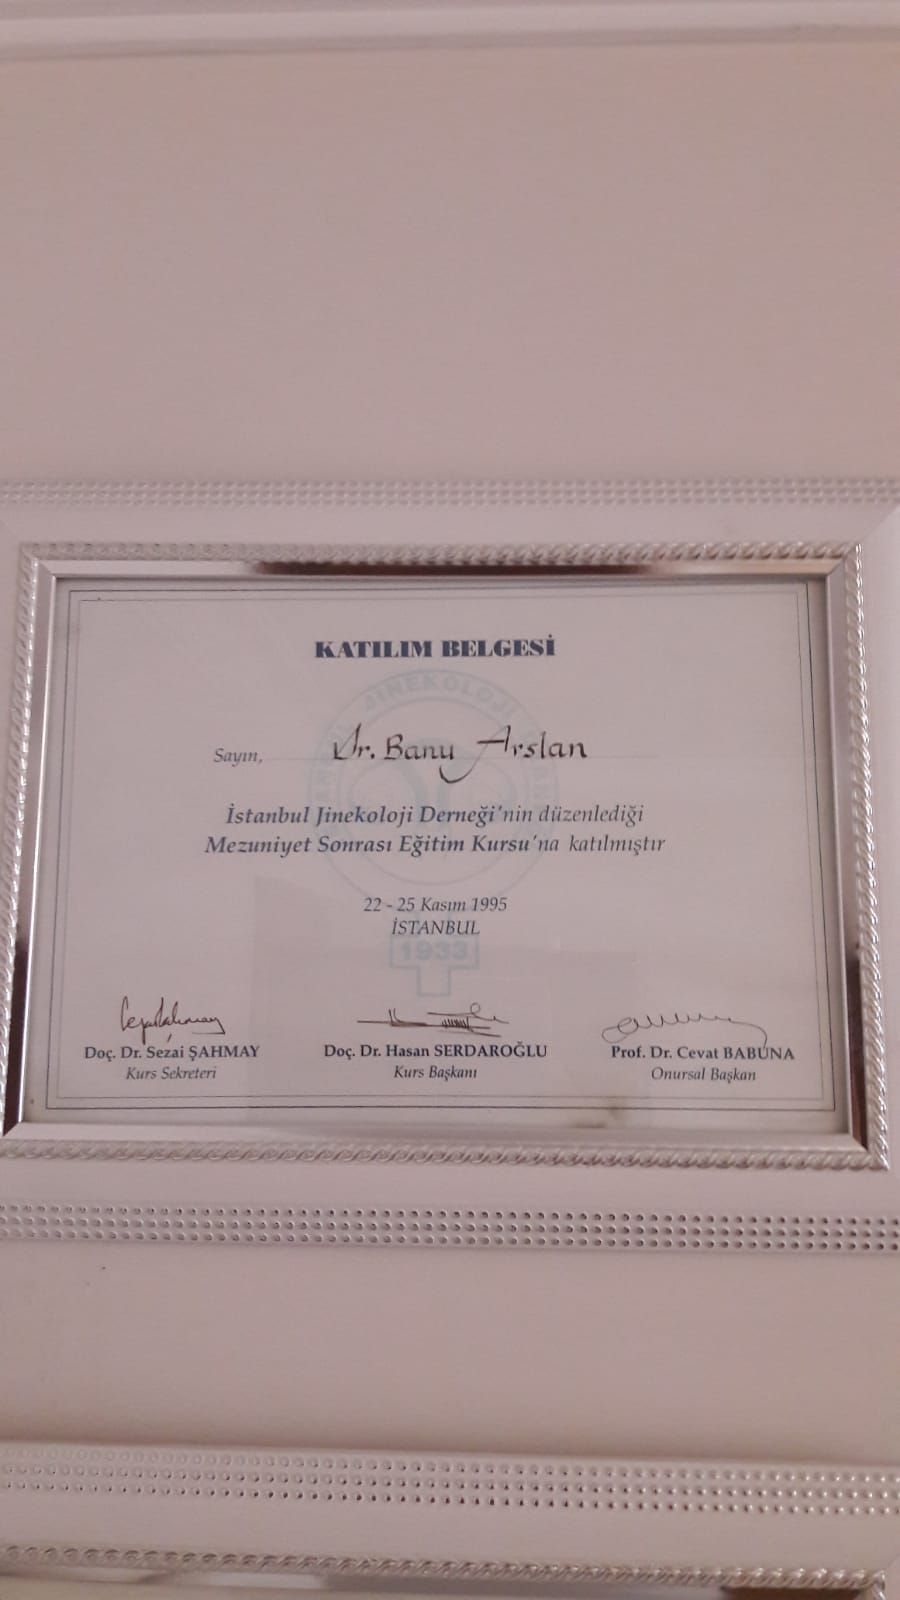 KATILIM BELGESİ
Sayın, Dr. Banu Arslan
İstanbul Jinekoloji Derneği'nin düzenlediği
Mezuniyet Sonrası Eğitim Kursu'na katılmıştır
22 - 25 Kasım 1995
İSTANBUL
JINEKOLOJI
1933
Doç. Dr. Sezai ŞAHMAY
Kurs Sekreteri
Doç. Dr. Hasan SERDAROĞLU
Kurs Başkanı
Prof. Dr. Cevat BABUNA
Onursal Başkan